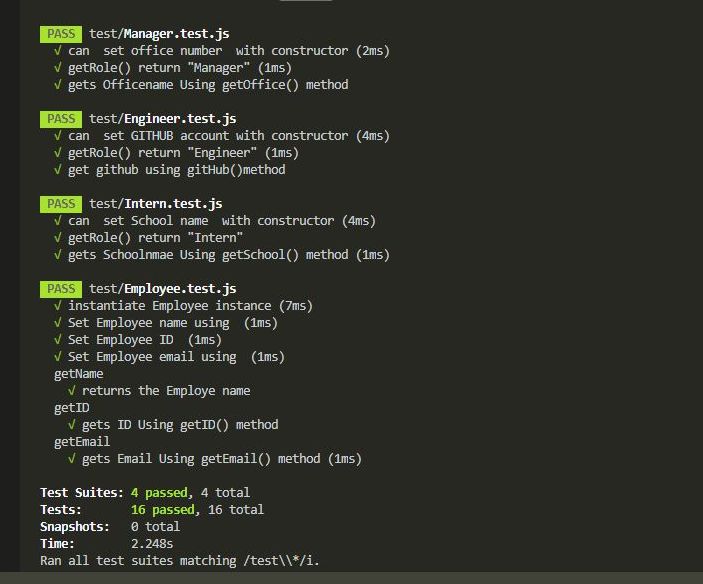 PASS test/Manager.test.js
√ can  set office number  with constructor (2ms)
√ getRole() return "Manager" (1ms)
√ gets Officename Using getOffice() method
PASS test/Engineer.test.js
√ can  set GITHUB account with constructor (4ms)
√ getRole() return "Engineer" (1ms)
√ get github using gitHub()method
PASS test/Intern.test.js
√ can  set School name  with constructor (4ms)
√ getRole() return "Intern"
√ gets Schoolnmae Using getSchool() method (1ms)
PASS test/Employee.test.js
√ instantiate Employee instance (7ms)
√ Set Employee name using  (1ms)
√ Set Employee ID  (1ms)
√ Set Employee email using  (1ms)
getName
√ returns the Employe name
getID
√ gets ID Using getID() method
getEmail
√ gets Email Using getEmail() method (1ms)
Test Suites: 4 passed, 4 total
Tests: 16 passed, 16 total
Snapshots: 0 total
Time: 2.248s
Ran all test suites matching /test\\*/i.